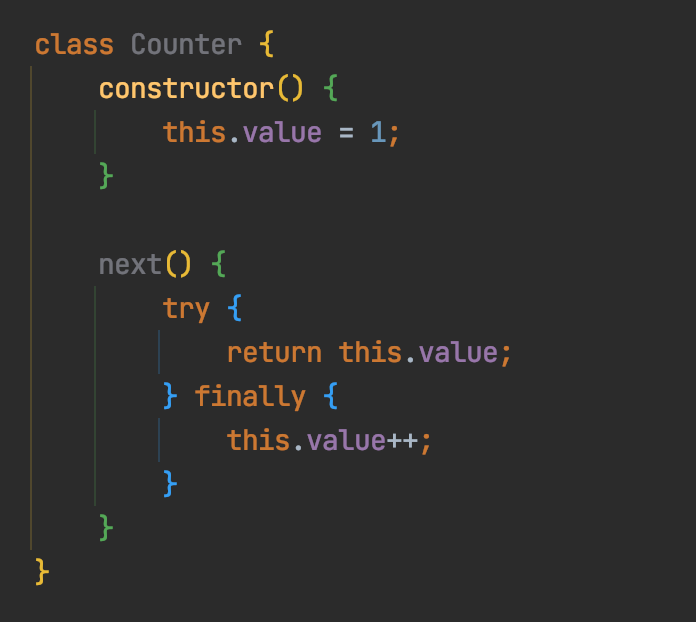 class Counter {
    constructor() {
        this.value = 1;
    }

    next() {
        try {
            return this.value;
        } finally {
            this.value++;
        }
    }
}